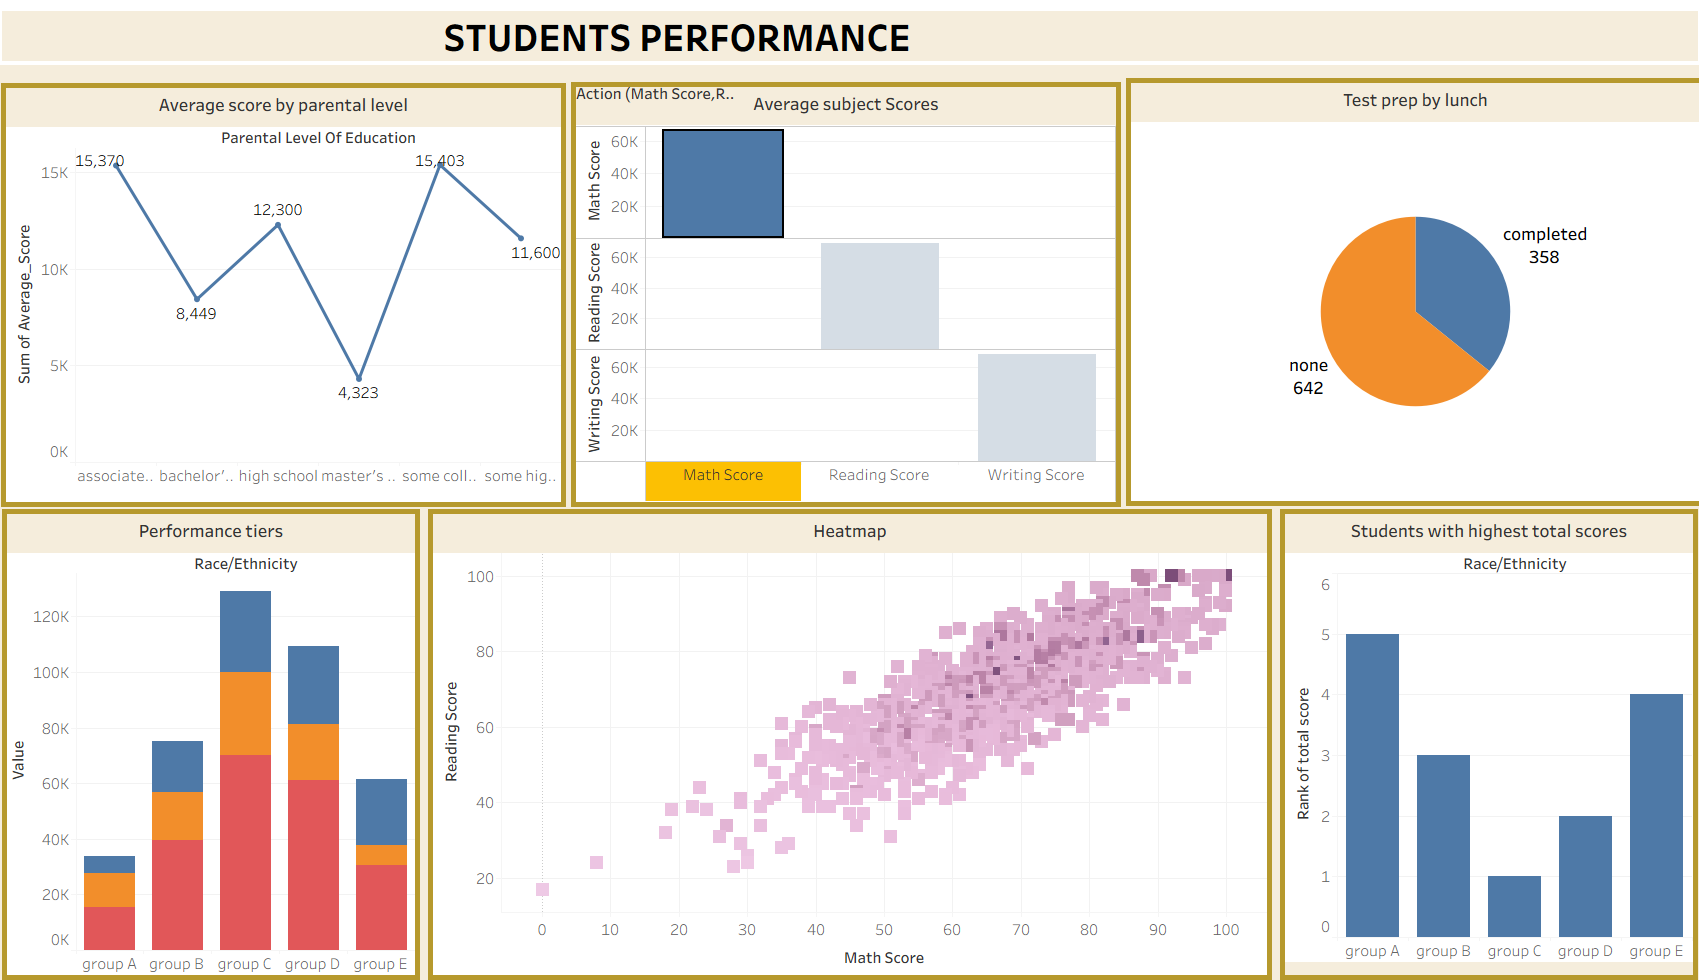 STUDENTS PERFORMANCE
Average score by parental level
Parental Level Of Education
Sum of Average_Score
15K
10K
5K
0K
15,370
8,449
12,300
4,323
15,403
11,600
associate.. bachelor'.. high school master's .. some coll.. some hig..
Action (Math Score,R..
Average subject Scores
Math Score
60K
40K
20K
Reading Score
60K
40K
20K
Writing Score
60K
40K
20K
Math Score Reading Score Writing Score
Test prep by lunch
completed
358
none
642
Performance tiers
Race/Ethnicity
Value
120K
100K
80K
60K
40K
20K
0K
group A group B group C group D group E
Heatmap
Reading Score
100
80
60
40
20
0 10 20 30 40 50 60 70 80 90 100
Math Score
Students with highest total scores
Race/Ethnicity
Rank of total score
6
5
4
3
2
1
0
group A group B group C group D group E